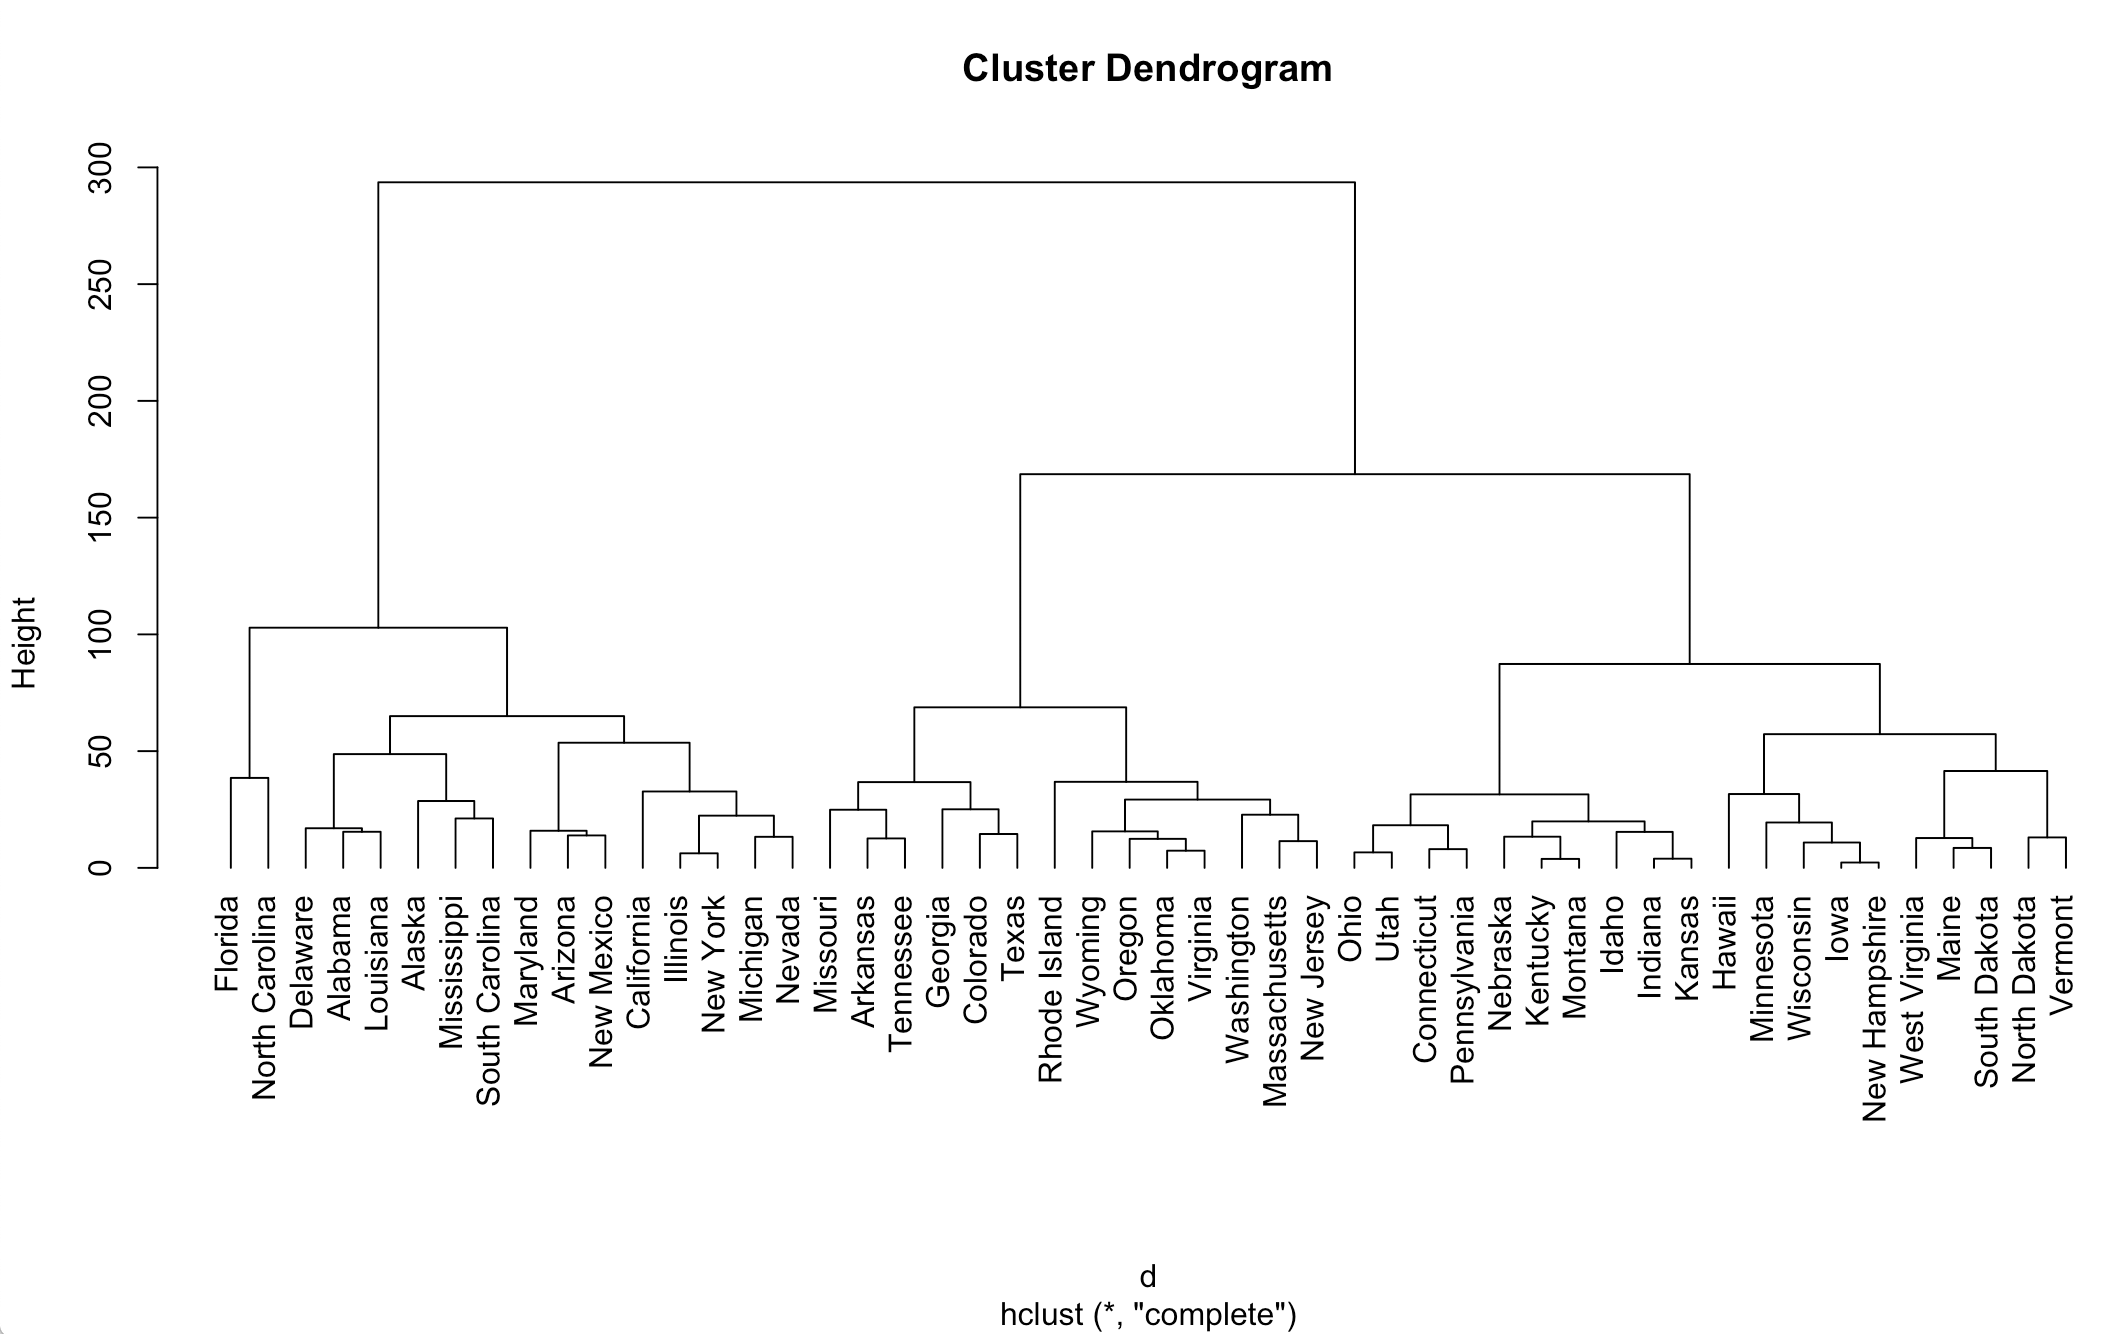 Cluster Dendrogram
Height
300
250
200
150
100
50
0
Florida
North Carolina
Delaware
Alabama
Louisiana
Alaska
Mississippi
South Carolina
Maryland
Arizona
New Mexico
California
Illinois
New York
Michigan
Nevada
Missouri
Arkansas
Tennessee
Georgia
Colorado
Texas
Rhode Island
Wyoming
Oregon
Oklahoma
Virginia
Washington
Massachusetts
New Jersey
Ohio
Utah
Connecticut
Pennsylvania
Nebraska
Kentucky
Montana
Idaho
Indiana
Kansas
Hawaii
Minnesota
Wisconsin
Iowa
New Hampshire
West Virginia
Maine
South Dakota
North Dakota
Vermont
d
hclust (*, "complete")